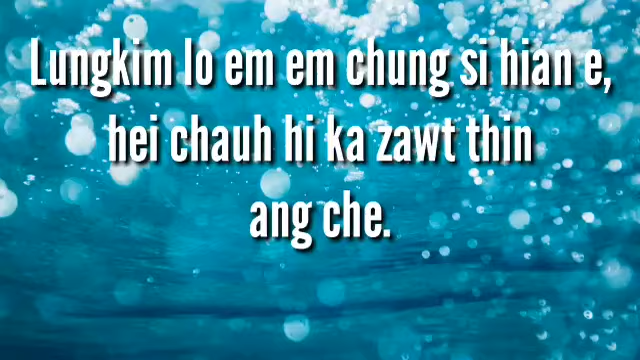 Lungkim lo em em chung si hian e,
hei chauh hi ka zawt thin
ang che.